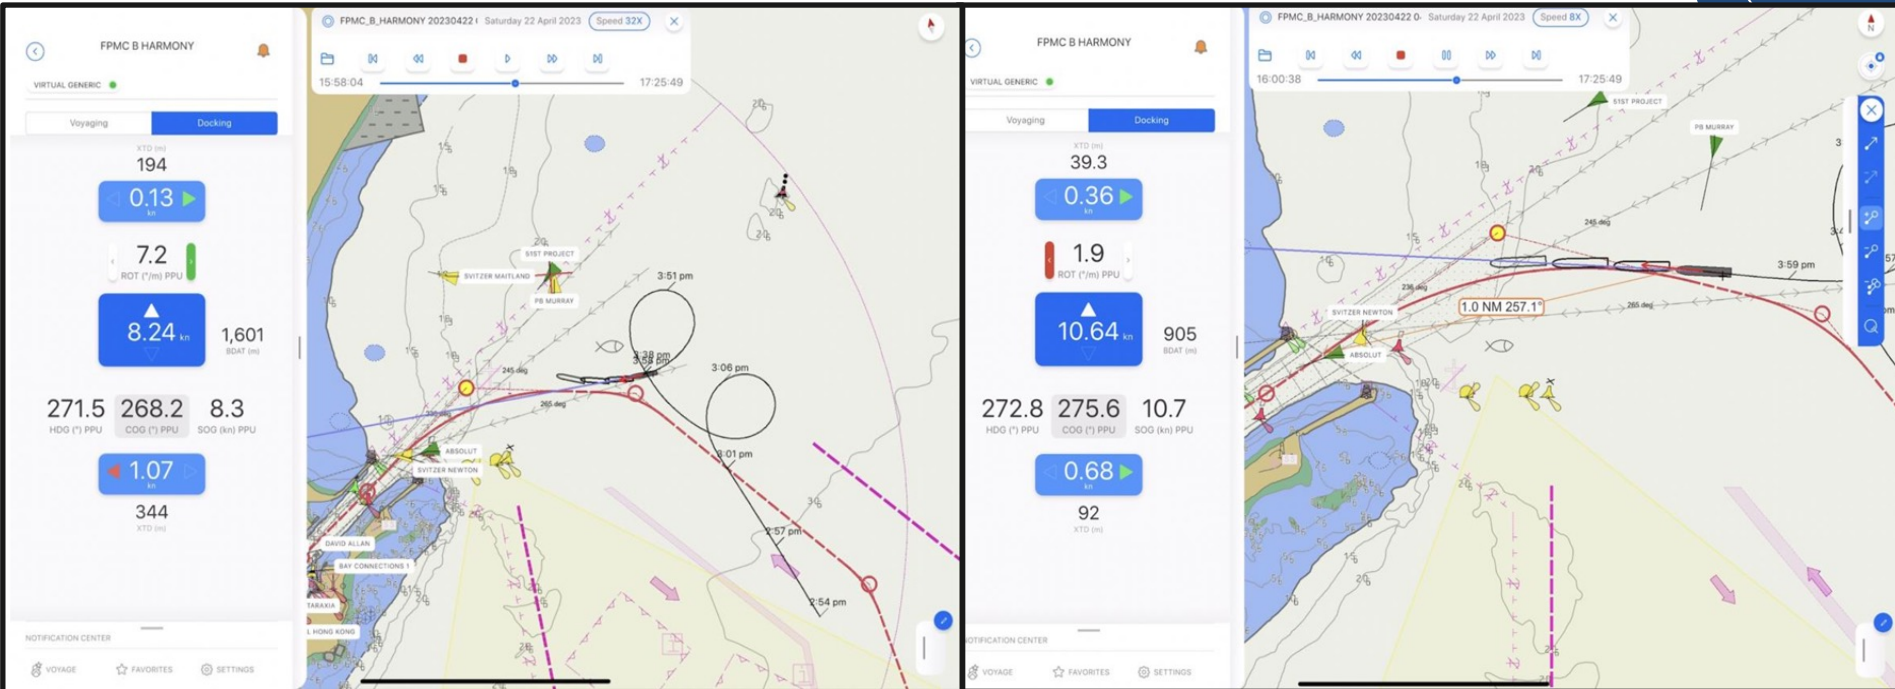 FPMC B HARMONY
VIRTUAL GENERIC
Voyaging
Docking
XTD (m)
194
0.13
kn
7.2
ROT (°/m) PPU
8.24 kn
1,601
BDAT (m)
271.5
268.2
8.3
HDG (°) PPU
COG (°) PPU
SOG (kn) PPU
1.07
kn
344
XTD (m)
NOTIFICATION CENTER
VOYAGE
FAVORITES
SETTINGS
FPMC_B_HARMONY 20230422
Saturday 22 April 2023
Speed 32X
15:58:04
17:25:49
51ST PROJECT
SVITZER MAITLAND
PB MURRAY
3:51 pm
3:38 pm
3:06 pm
245 deg
265 deg
ABSOLUT
SVITZER NEWTON
3:01 pm
2:57 pm
DAVID ALLAN
BAY CONNECTIONS 1
TARAXIA
L HONG KONG
2:54 pm
FPMC B HARMONY
VIRTUAL GENERIC
Voyaging
Docking
XTD (m)
39.3
0.36
kn
1.9
ROT (°/m) PPU
10.64 kn
905
BDAT (m)
272.8
275.6
10.7
HDG (°) PPU
COG (°) PPU
SOG (kn) PPU
0.68
kn
92
XTD (m)
NOTIFICATION CENTER
VOYAGE
FAVORITES
SETTINGS
FPMC_B_HARMONY 20230422 0-
Saturday 22 April 2023
Speed 8X
16:00:38
17:25:49
N
51ST PROJECT
PB MURRAY
245 deg
3:59 pm
236 deg
1.0 NM 257.1°
265 deg
SVITZER NEWTON
ABSOLUT